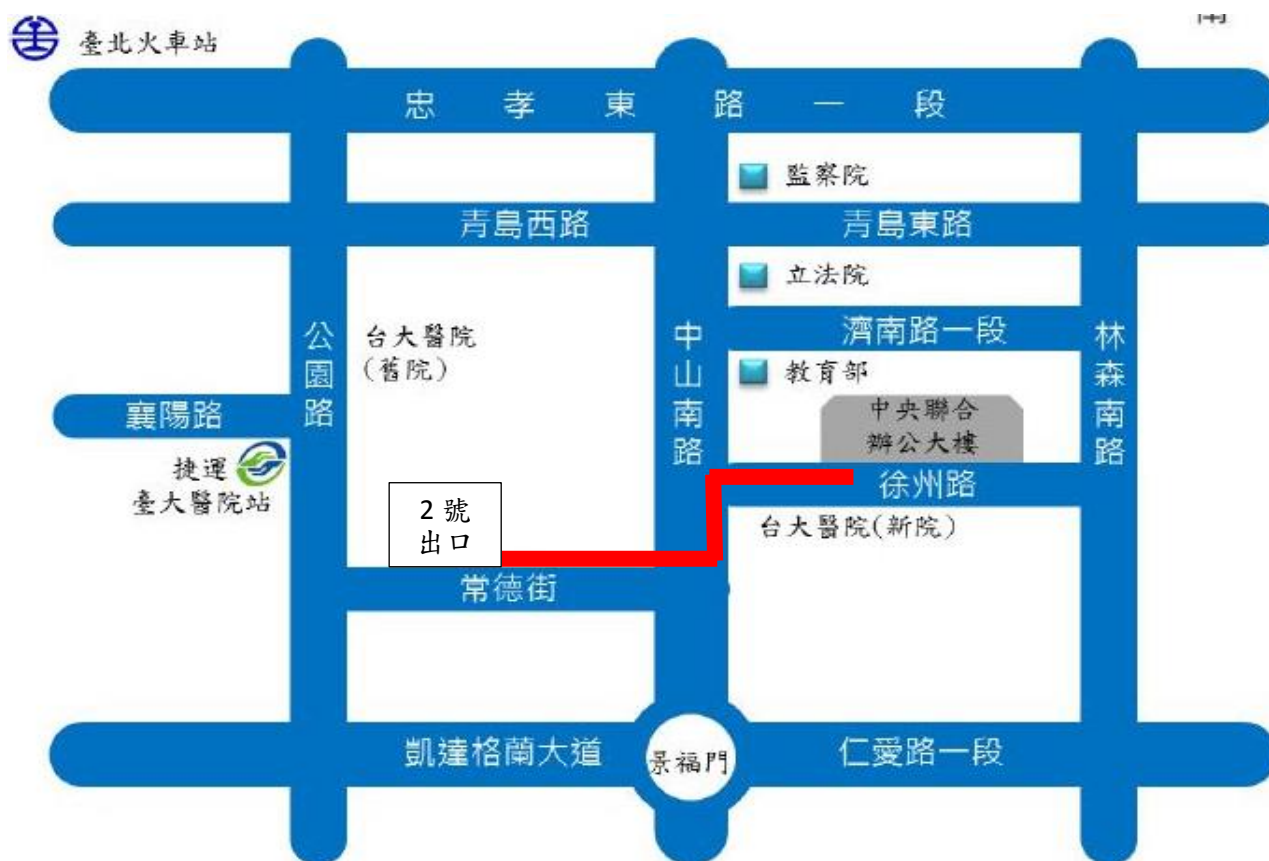 臺北火車站
忠孝東路一段
監察院
青島西路
青島東路
立法院
公園路
台大醫院
(舊院)
中山南路
濟南路一段
林森南路
教育部
襄陽路
中央聯合
辦公大樓
捷運
臺大醫院站
2 號
出口
徐州路
台大醫院(新院)
常德街
凱達格蘭大道
景福門
仁愛路一段